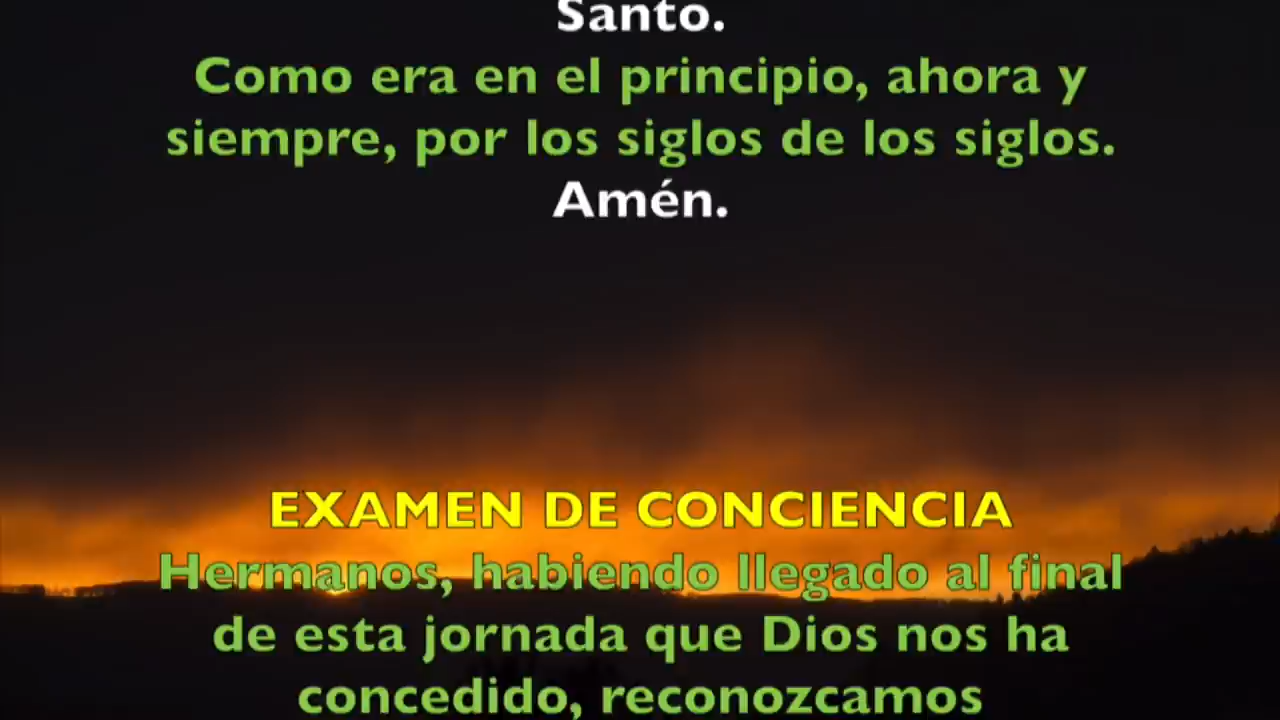 Santo.
Como era en el principio, ahora y
siempre, por los siglos de los siglos.
Amén.
EXAMEN DE CONCIENCIA
Hermanos, habiendo llegado al final
de esta jornada que Dios nos ha
concedido, reconozcamos